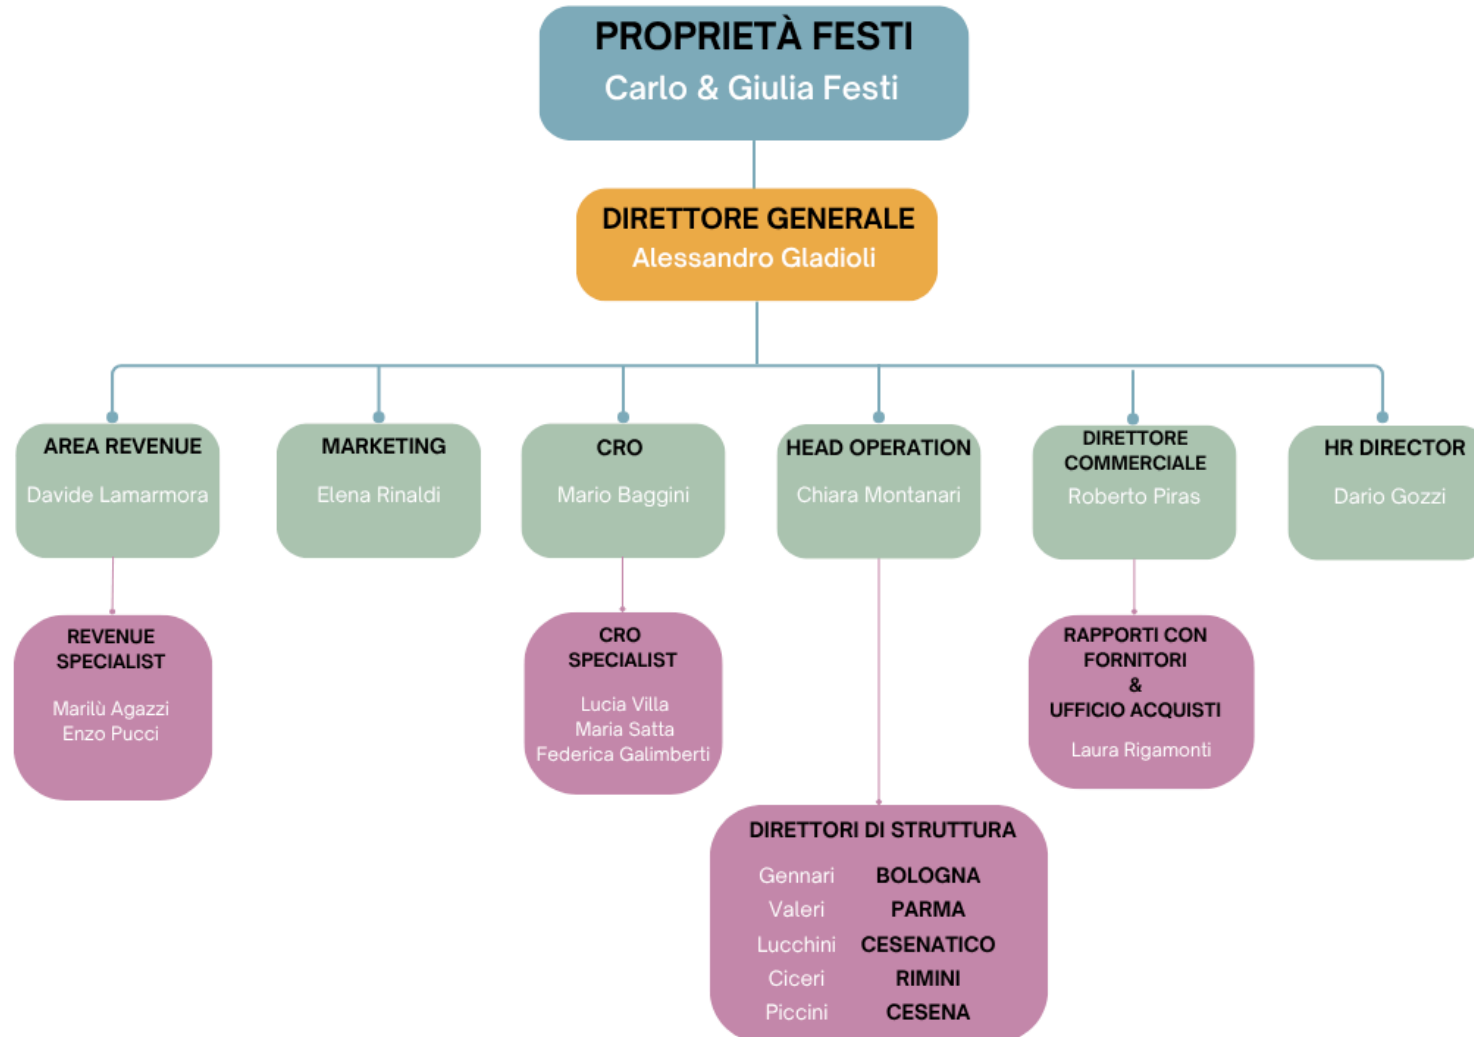 PROPRIETÀ FESTI
Carlo & Giulia Festi
DIRETTORE GENERALE
Alessandro Gladioli
AREA REVENUE
Davide Lamarmora
MARKETING
Elena Rinaldi
CRO
Mario Baggini
HEAD OPERATION
Chiara Montanari
DIRETTORE
COMMERCIALE
Roberto Piras
HR DIRECTOR
Dario Gozzi
REVENUE
SPECIALIST
Marilù Agazzi
Enzo Pucci
CRO
SPECIALIST
Lucia Villa
Maria Satta
Federica Galimberti
RAPPORTI CON
FORNITORI
&
UFFICIO ACQUISTI
Laura Rigamonti
DIRETTORI DI STRUTTURA
Gennari BOLOGNA
Valeri PARMA
Lucchini CESENATICO
Ciceri RIMINI
Piccini CESENA